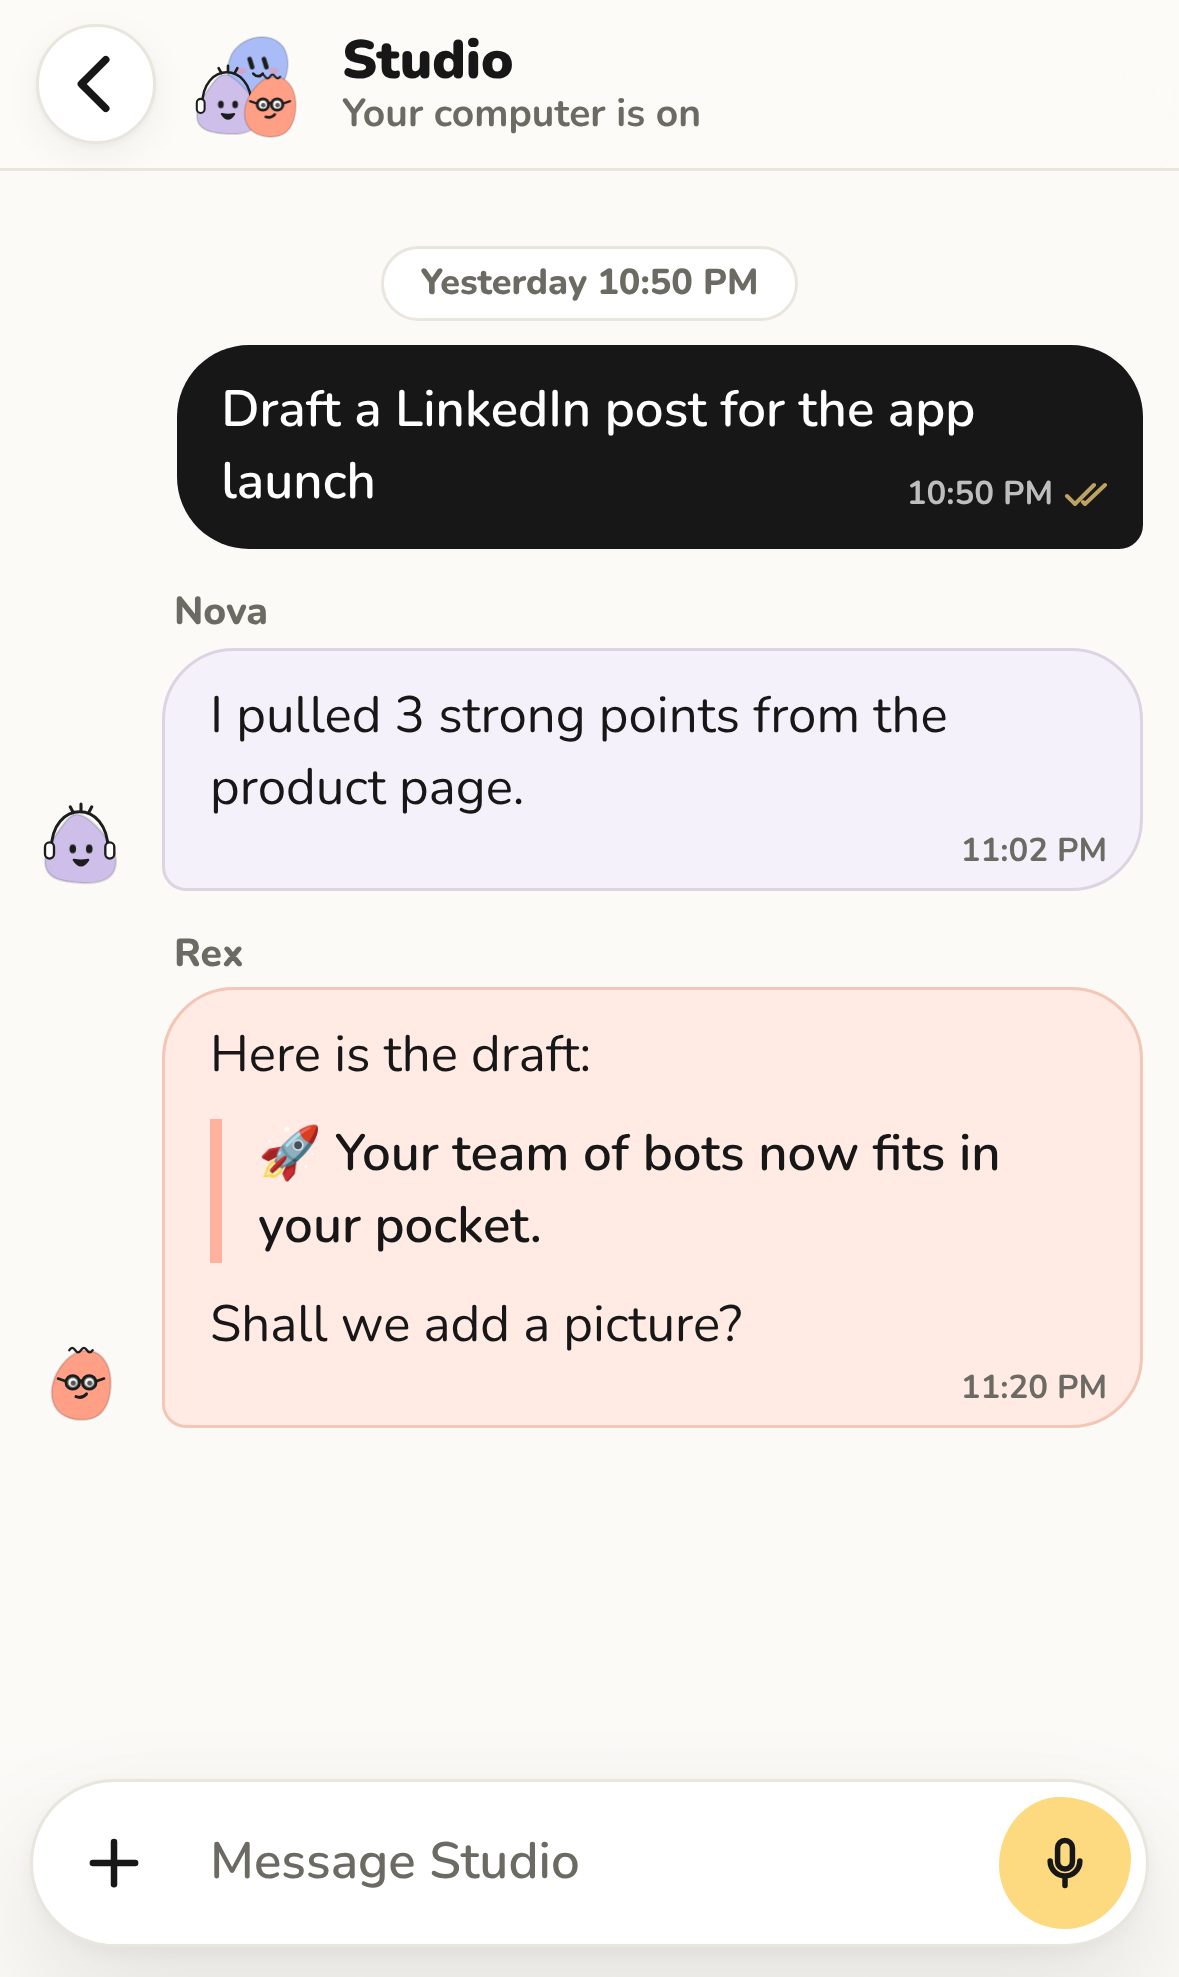 Studio
Your computer is on
Yesterday 10:50 PM
Draft a LinkedIn post for the app
launch
10:50 PM
Nova
I pulled 3 strong points from the
product page.
11:02 PM
Rex
Here is the draft:
🚀 Your team of bots now fits in
your pocket.
Shall we add a picture?
11:20 PM
Message Studio